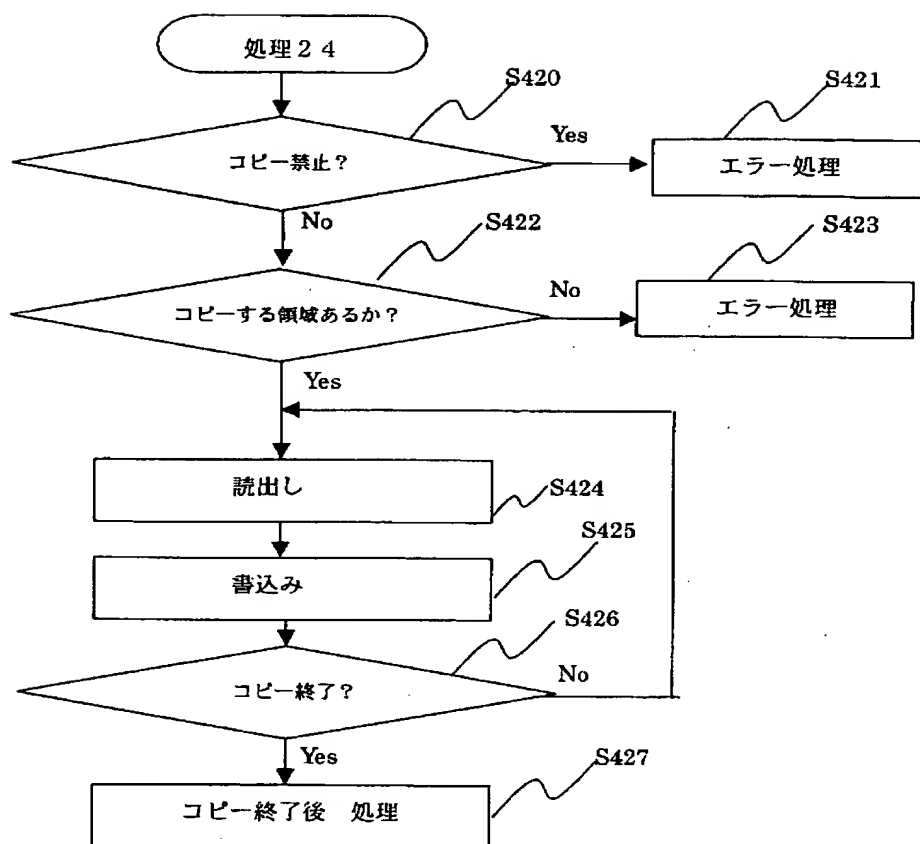 処理２４
S420
S421
コピー禁止？
Yes
エラー処理
No
S422
S423
コピーする領域あるか？
No
エラー処理
Yes
読出し
S424
S425
書込み
S426
コピー終了？
No
Yes
S427
コピー終了後　処理